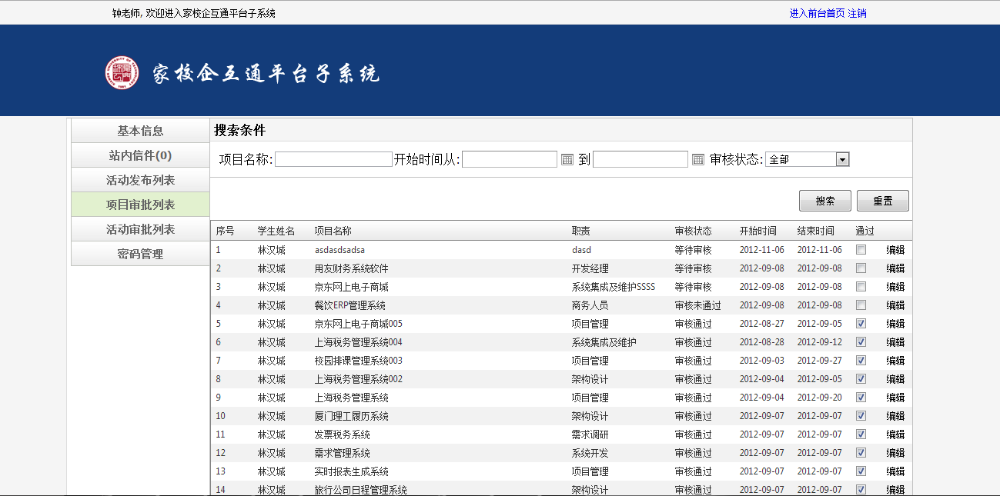 钟老师, 欢迎进入家校企互通平台子系统 进入前台首页 注销
家校企互通平台子系统
基本信息
站内信件(0)
活动发布列表
项目审批列表
活动审批列表
密码管理
搜索条件
项目名称: 开始时间从: 到 审核状态: 全部
搜索 重置
序号 学生姓名 项目名称 职责 审核状态 开始时间 结束时间 通过
1 林汉城 asdasdsadsa dasd 等待审核 2012-11-06 2012-11-06 编辑
2 林汉城 用友财务系统软件 开发经理 等待审核 2012-09-08 2012-09-08 编辑
3 林汉城 京东网上电子商城 系统集成及维护SSSS 等待审核 2012-09-08 2012-09-08 编辑
4 林汉城 餐饮ERP管理系统 商务人员 审核未通过 2012-09-08 2012-09-08 编辑
5 林汉城 京东网上电子商城005 项目管理 审核通过 2012-08-27 2012-09-05 编辑
6 林汉城 上海税务管理系统004 系统集成及维护 审核通过 2012-08-28 2012-09-12 编辑
7 林汉城 校园排课管理系统003 项目管理 审核通过 2012-09-03 2012-09-27 编辑
8 林汉城 上海税务管理系统002 架构设计 审核通过 2012-09-04 2012-09-05 编辑
9 林汉城 上海税务管理系统 项目管理 审核通过 2012-09-04 2012-09-20 编辑
10 林汉城 厦门理工履历系统 架构设计 审核通过 2012-09-07 2012-09-07 编辑
11 林汉城 发票税务系统 需求调研 审核通过 2012-09-07 2012-09-07 编辑
12 林汉城 需求管理系统 系统开发 审核通过 2012-09-07 2012-09-07 编辑
13 林汉城 实时报表生成系统 项目管理 审核通过 2012-09-07 2012-09-07 编辑
14 林汉城 旅行公司日程管理系统 架构设计 审核通过 2012-09-07 2012-09-07 编辑